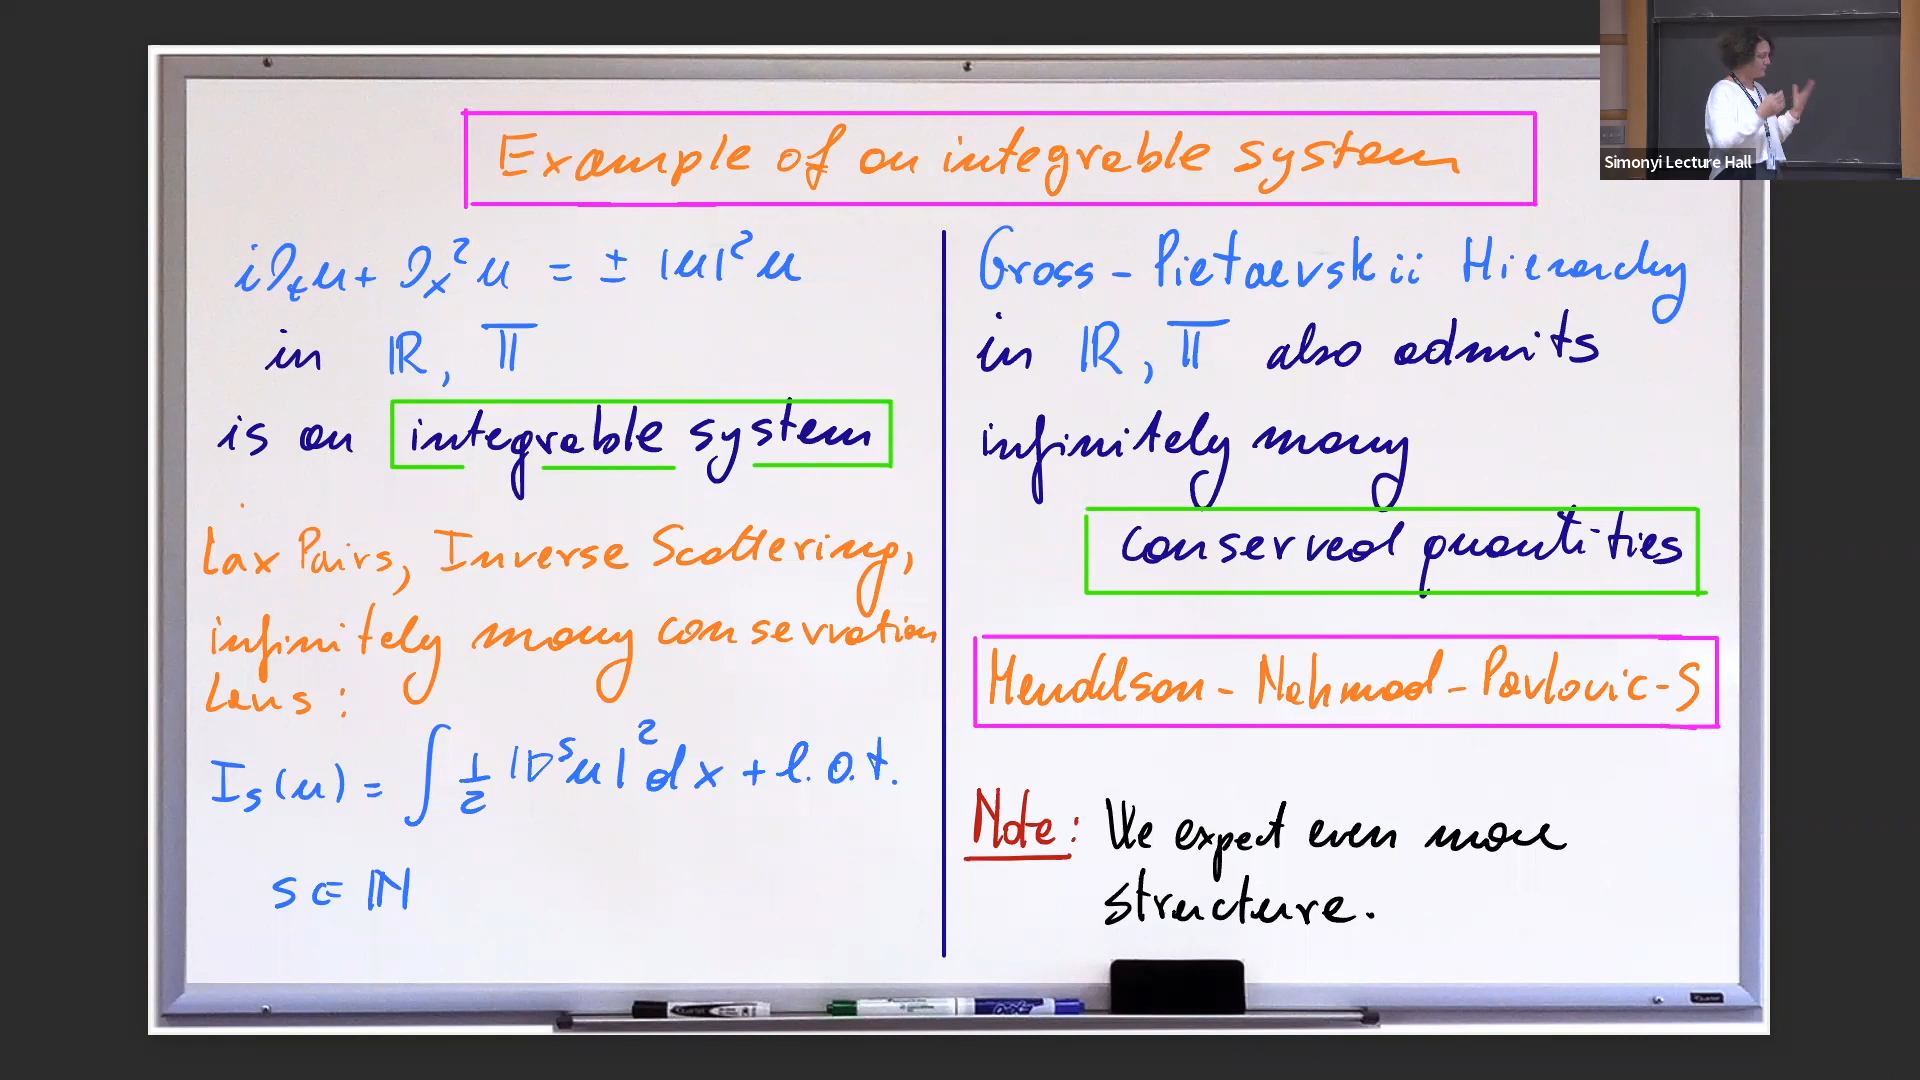 Example of an integrable system
i∂ₜu + ∂ₓ²u = ± |u|²u
in ℝ, 𝕋
is an integrable system
Lax Pairs, Inverse Scattering,
infinitely many conservation
laws :
Iₛ(u) = ∫ 1/2 |Dˢu|² dx + l.o.t.
s ∈ ℕ
Gross - Pietaevskii Hierarchy
in ℝ, 𝕋 also admits
infinitely many
conserved quantities
Mendelson - Nahmod - Pavlovic - S
Note: We expect even more
structure.
Simonyi Lecture Hall